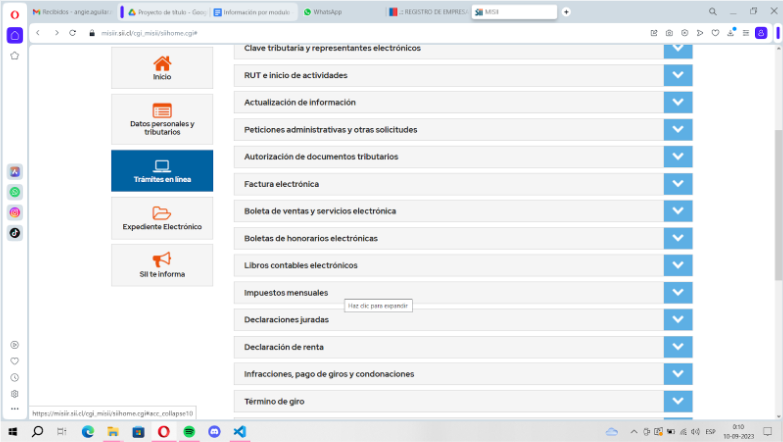 Recibidos - angie.aguilar
Proyecto de título - Goog
Información por modulo
WhatsApp
.:: REGISTRO DE EMPRES
MISII
misiir.sii.cl/cgi_misii/siihome.cgi#
Clave tributaria y representantes electrónicos
Inicio
RUT e inicio de actividades
Actualización de información
Datos personales y
tributarios
Peticiones administrativas y otras solicitudes
Autorización de documentos tributarios
Trámites en línea
Factura electrónica
Boleta de ventas y servicios electrónica
Expediente Electrónico
Boletas de honorarios electrónicas
Libros contables electrónicos
SII te informa
Impuestos mensuales
Haz clic para expandir
Declaraciones juradas
Declaración de renta
Infracciones, pago de giros y condonaciones
Término de giro
https://misiir.sii.cl/cgi_misii/siihome.cgi#acc_collapse10
ESP
0:10
10-09-2023